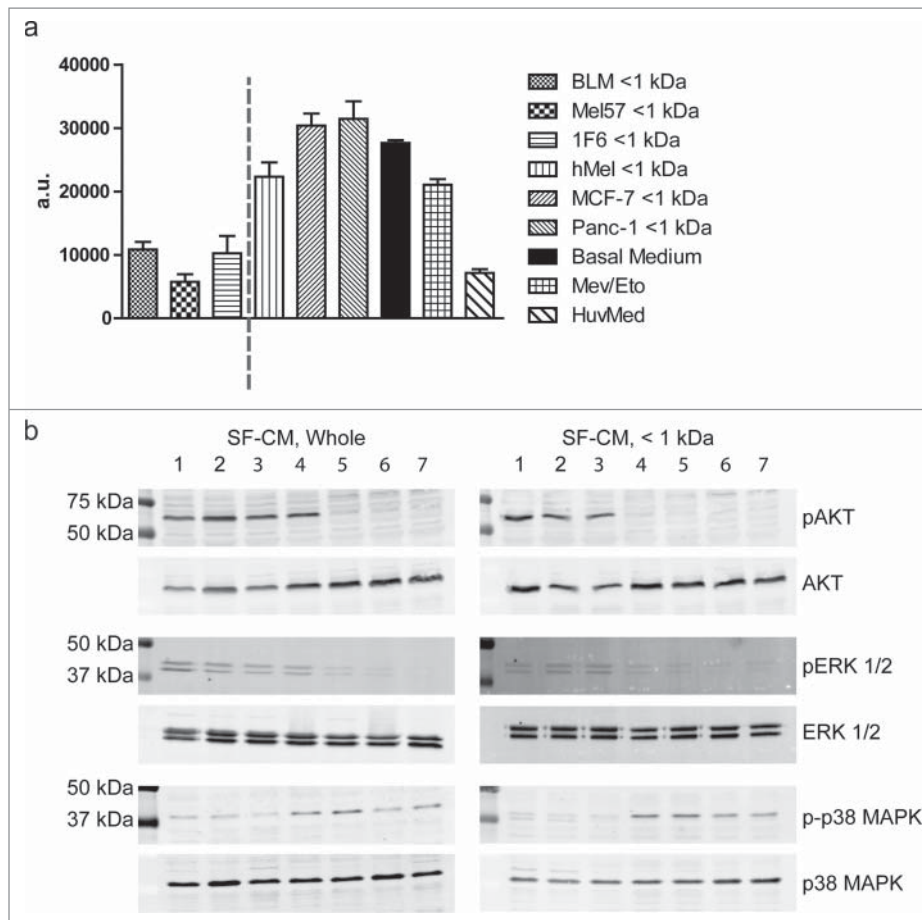 a
40000
30000
20000
10000
0
a.u.
BLM <1 kDa
Mel57 <1 kDa
1F6 <1 kDa
hMel <1 kDa
MCF-7 <1 kDa
Panc-1 <1 kDa
Basal Medium
Mev/Eto
HuvMed
b
SF-CM, Whole
SF-CM, < 1 kDa
1 2 3 4 5 6 7
1 2 3 4 5 6 7
75 kDa
50 kDa
pAKT
AKT
50 kDa
37 kDa
pERK 1/2
ERK 1/2
50 kDa
37 kDa
p-p38 MAPK
p38 MAPK